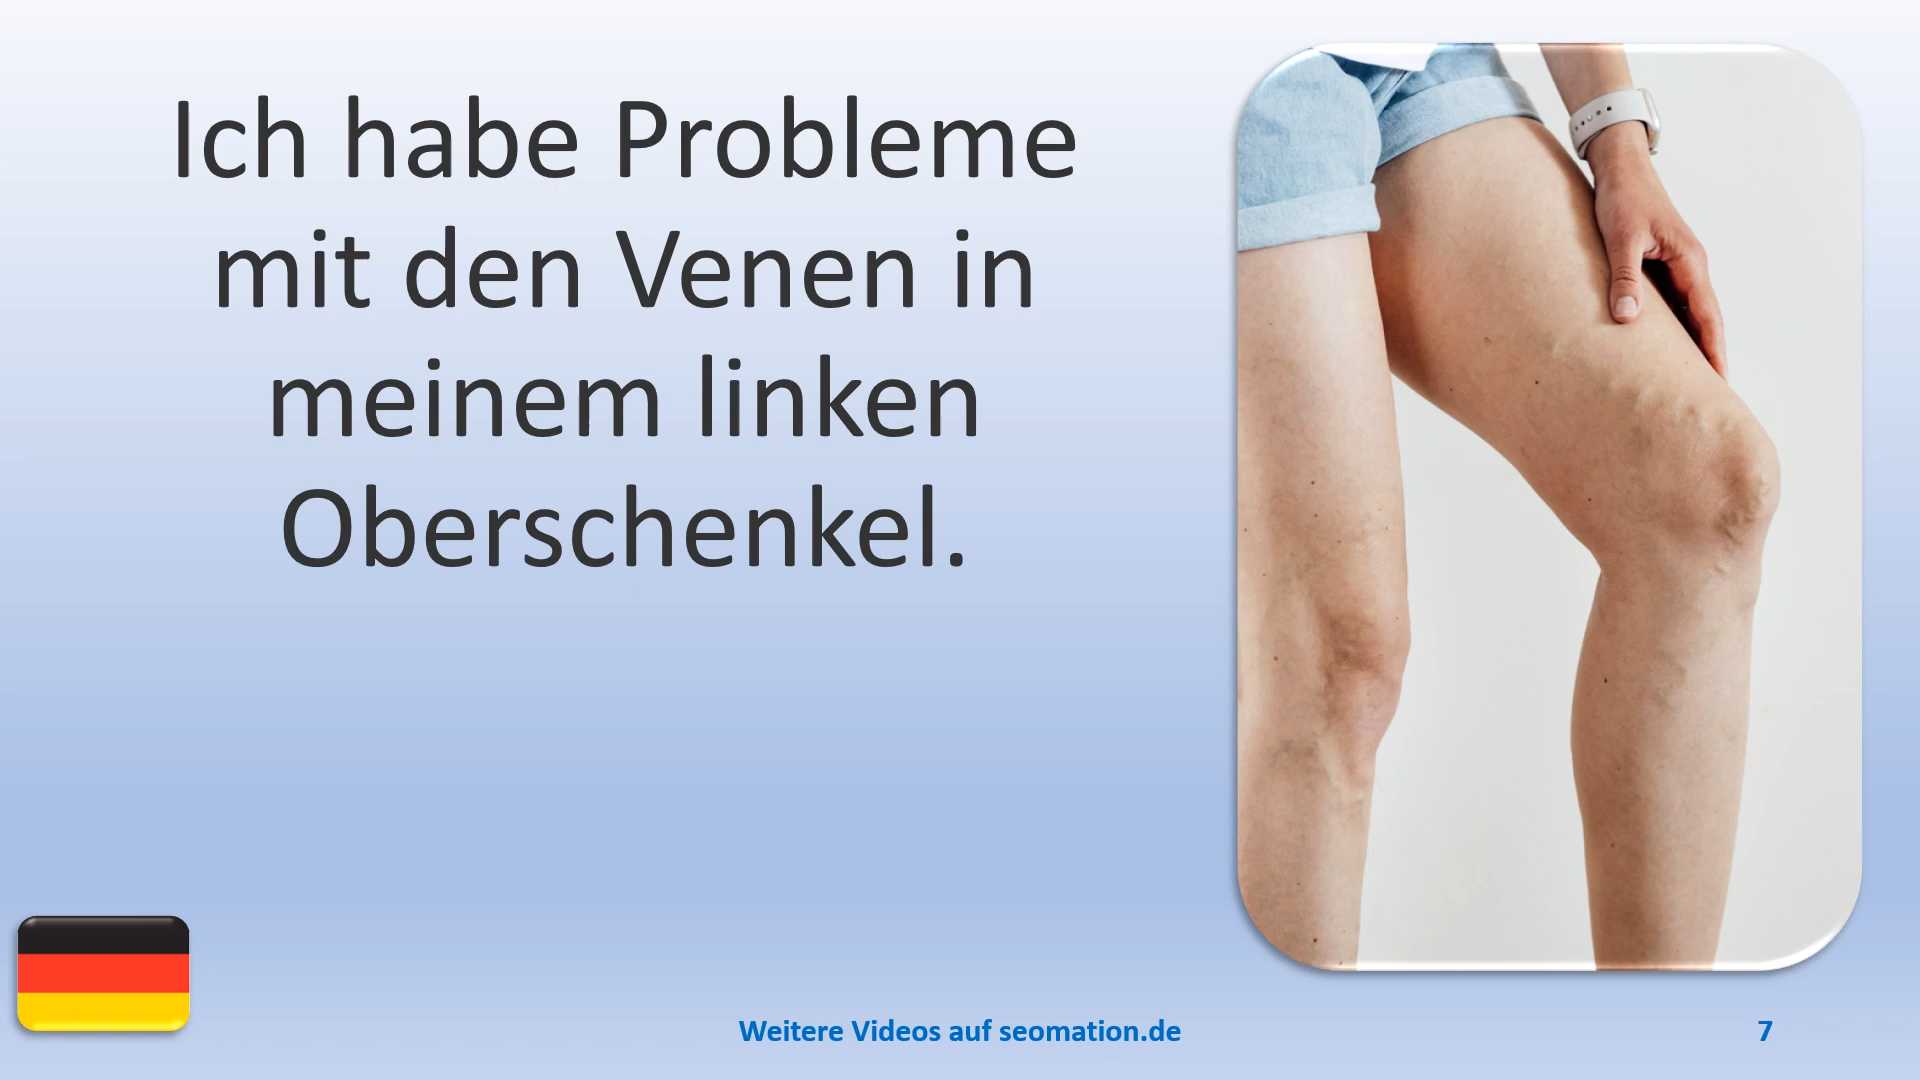 Ich habe Probleme
mit den Venen in
meinem linken
Oberschenkel.
Weitere Videos auf seomation.de
7